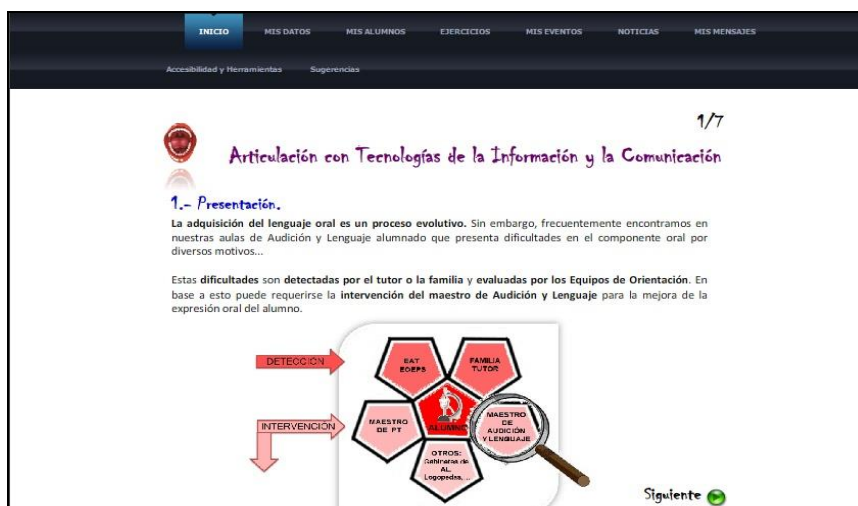 INICIO MIS DATOS MIS ALUMNOS EJERCICIOS MIS EVENTOS NOTICIAS MIS MENSAJES
Accesibilidad y Herramientas Sugerencias
1/7
Articulación con Tecnologías de la Información y la Comunicación
1.- Presentación.
La adquisición del lenguaje oral es un proceso evolutivo. Sin embargo, frecuentemente encontramos en
nuestras aulas de Audición y Lenguaje alumnado que presenta dificultades en el componente oral por
diversos motivos...
Estas dificultades son detectadas por el tutor o la familia y evaluadas por los Equipos de Orientación. En
base a esto puede requerirse la intervención del maestro de Audición y Lenguaje para la mejora de la
expresión oral del alumno.
DETECCIÓN
EAT
EOEPS
FAMILIA
TUTOR
INTERVENCIÓN
MAESTRO
DE PT
ALUMNO
MAESTRO
DE
AUDICIÓN
Y LENGUAJE
OTROS:
Gabinetes de
AL,
Logopedas, ...
Siguiente